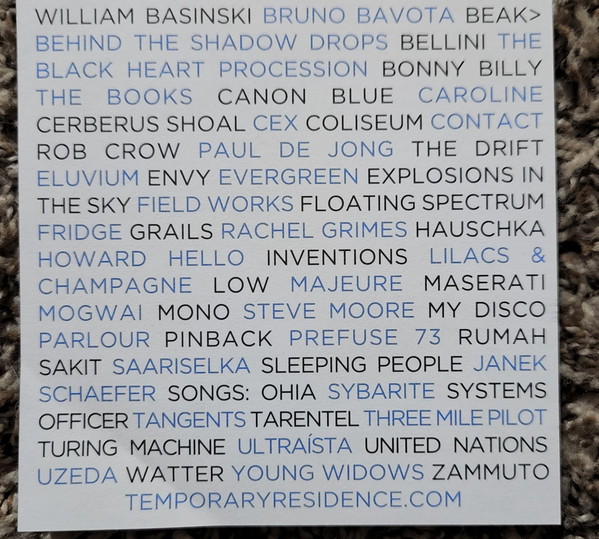 WILLIAM BASINSKI BRUNO BAVOTA BEAK>
BEHIND THE SHADOW DROPS BELLINI THE
BLACK HEART PROCESSION BONNY BILLY
THE BOOKS CANON BLUE CAROLINE
CERBERUS SHOAL CEX COLISEUM CONTACT
ROB CROW PAUL DE JONG THE DRIFT
ELUVIUM ENVY EVERGREEN EXPLOSIONS IN
THE SKY FIELD WORKS FLOATING SPECTRUM
FRIDGE GRAILS RACHEL GRIMES HAUSCHKA
HOWARD HELLO INVENTIONS LILACS &
CHAMPAGNE LOW MAJEURE MASERATI
MOGWAI MONO STEVE MOORE MY DISCO
PARLOUR PINBACK PREFUSE 73 RUMAH
SAKIT SAARISELKA SLEEPING PEOPLE JANEK
SCHAEFER SONGS: OHIA SYBARITE SYSTEMS
OFFICER TANGENTS TARENTEL THREE MILE PILOT
TURING MACHINE ULTRAÍSTA UNITED NATIONS
UZEDA WATTER YOUNG WIDOWS ZAMMUTO
TEMPORARYRESIDENCE.COM